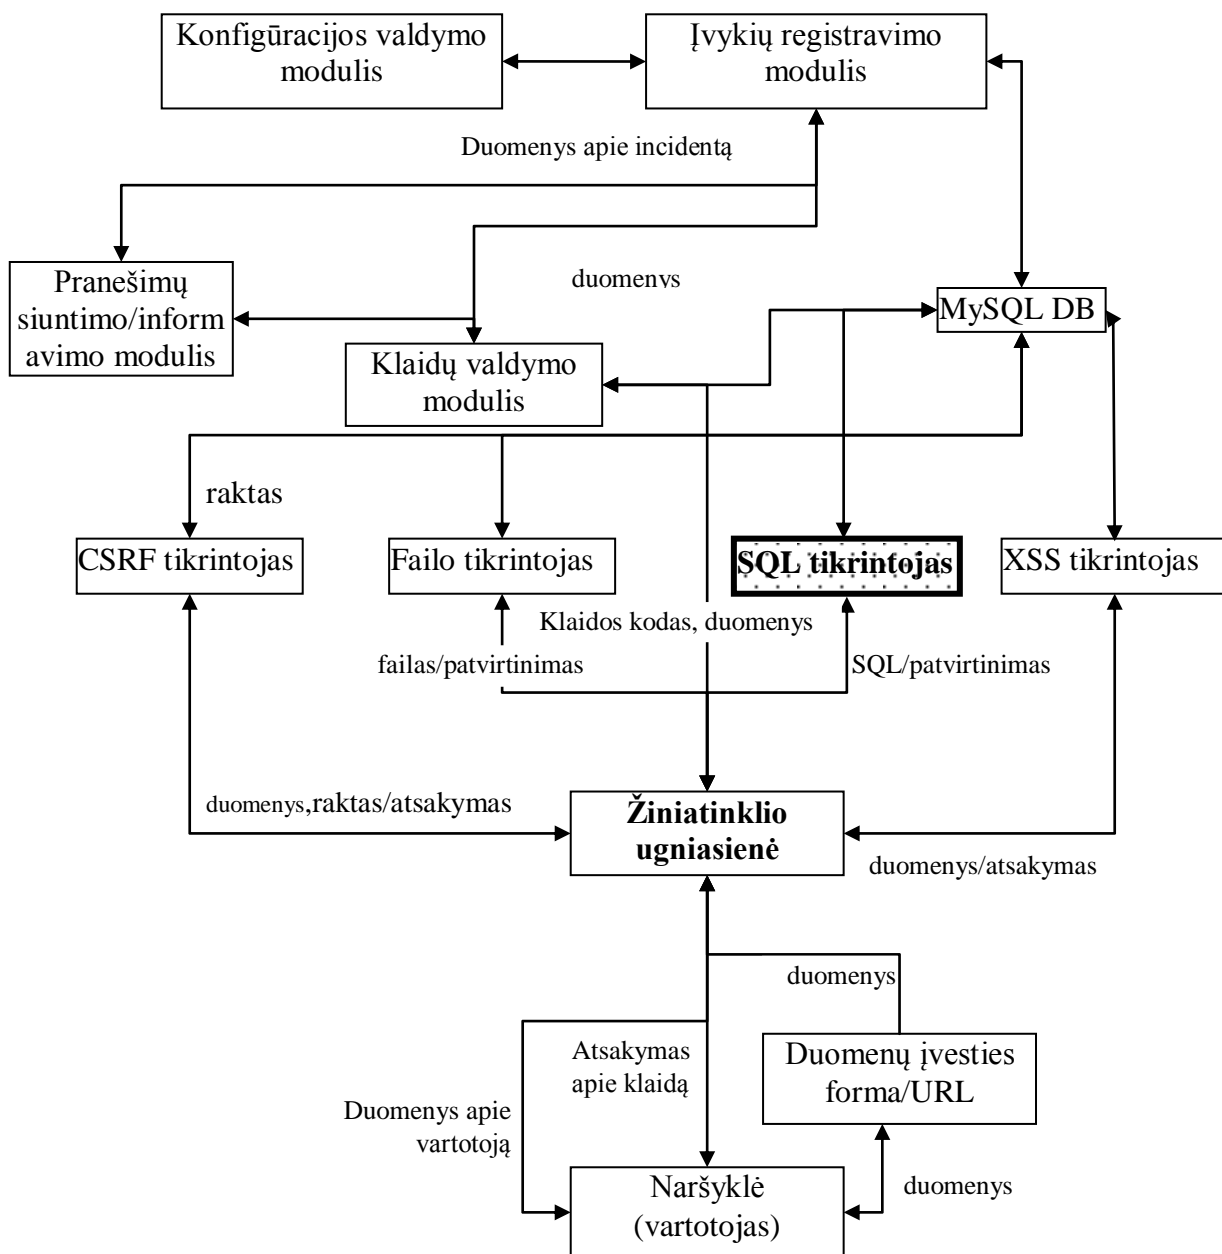 Konfigūracijos valdymo
modulis
Įvykių registravimo
modulis
Duomenys apie incidentą
Pranešimų
siuntimo/inform
avimo modulis
duomenys
MySQL DB
Klaidų valdymo
modulis
raktas
CSRF tikrintojas
Failo tikrintojas
SQL tikrintojas
XSS tikrintojas
Klaidos kodas, duomenys
failas/patvirtinimas
SQL/patvirtinimas
duomenys,raktas/atsakymas
Žiniatinklio
ugniasienė
duomenys/atsakymas
duomenys
Atsakymas
apie klaidą
Duomenų įvesties
forma/URL
Duomenys apie
vartotoją
Naršyklė
(vartotojas)
duomenys